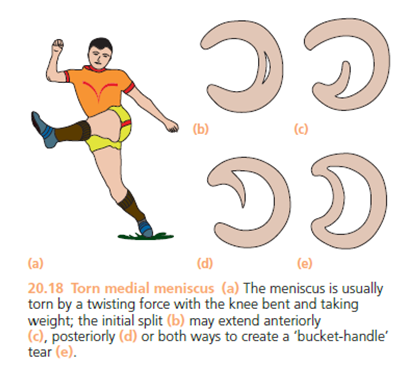 (b)
(c)
(a)
(d)
(e)
20.18 Torn medial meniscus (a) The meniscus is usually
torn by a twisting force with the knee bent and taking
weight; the initial split (b) may extend anteriorly
(c), posteriorly (d) or both ways to create a ‘bucket-handle’
tear (e).